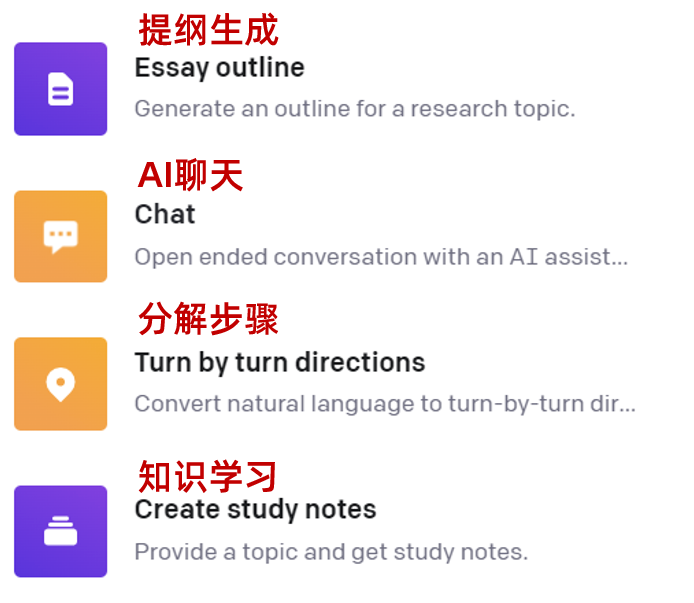 提纲生成
Essay outline
Generate an outline for a research topic.
AI聊天
Chat
Open ended conversation with an AI assist...
分解步骤
Turn by turn directions
Convert natural language to turn-by-turn dir...
知识学习
Create study notes
Provide a topic and get study notes.